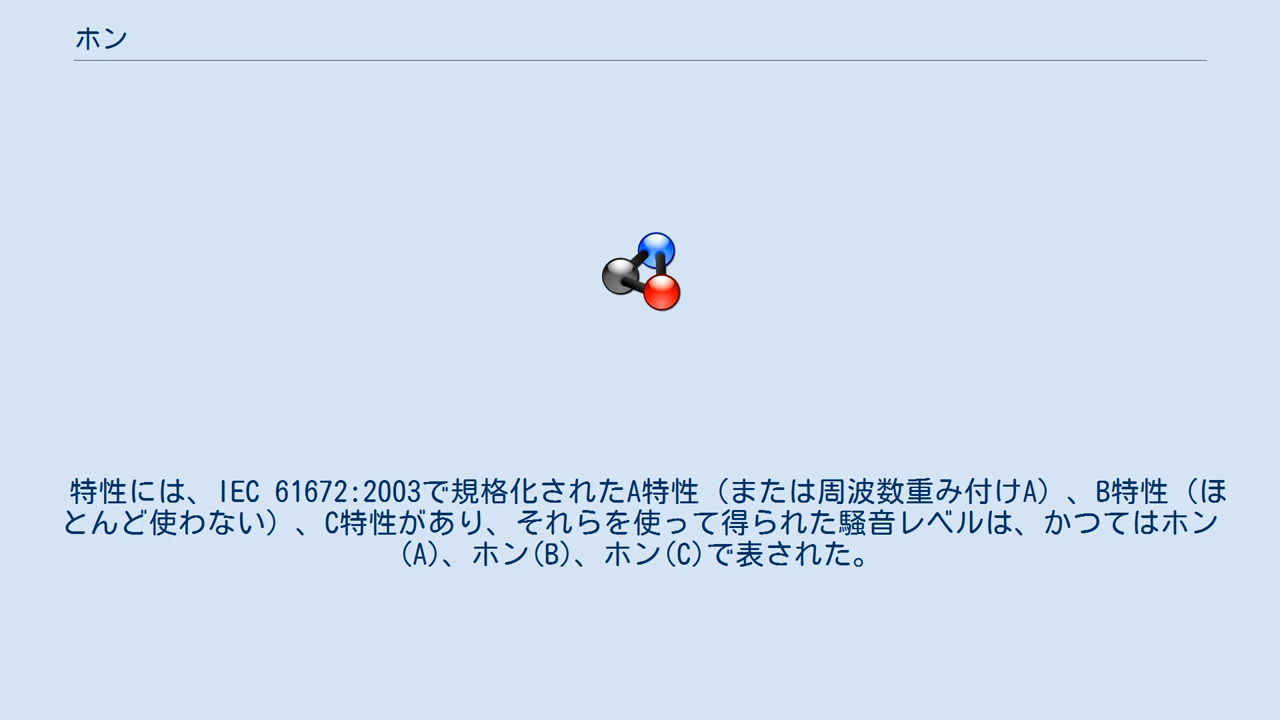 ホン
特性には、IEC 61672:2003で規格化されたA特性（または周波数重み付けA）、B特性（ほ
とんど使わない）、C特性があり、それらを使って得られた騒音レベルは、かつてはホン
(A)、ホン(B)、ホン(C)で表された。